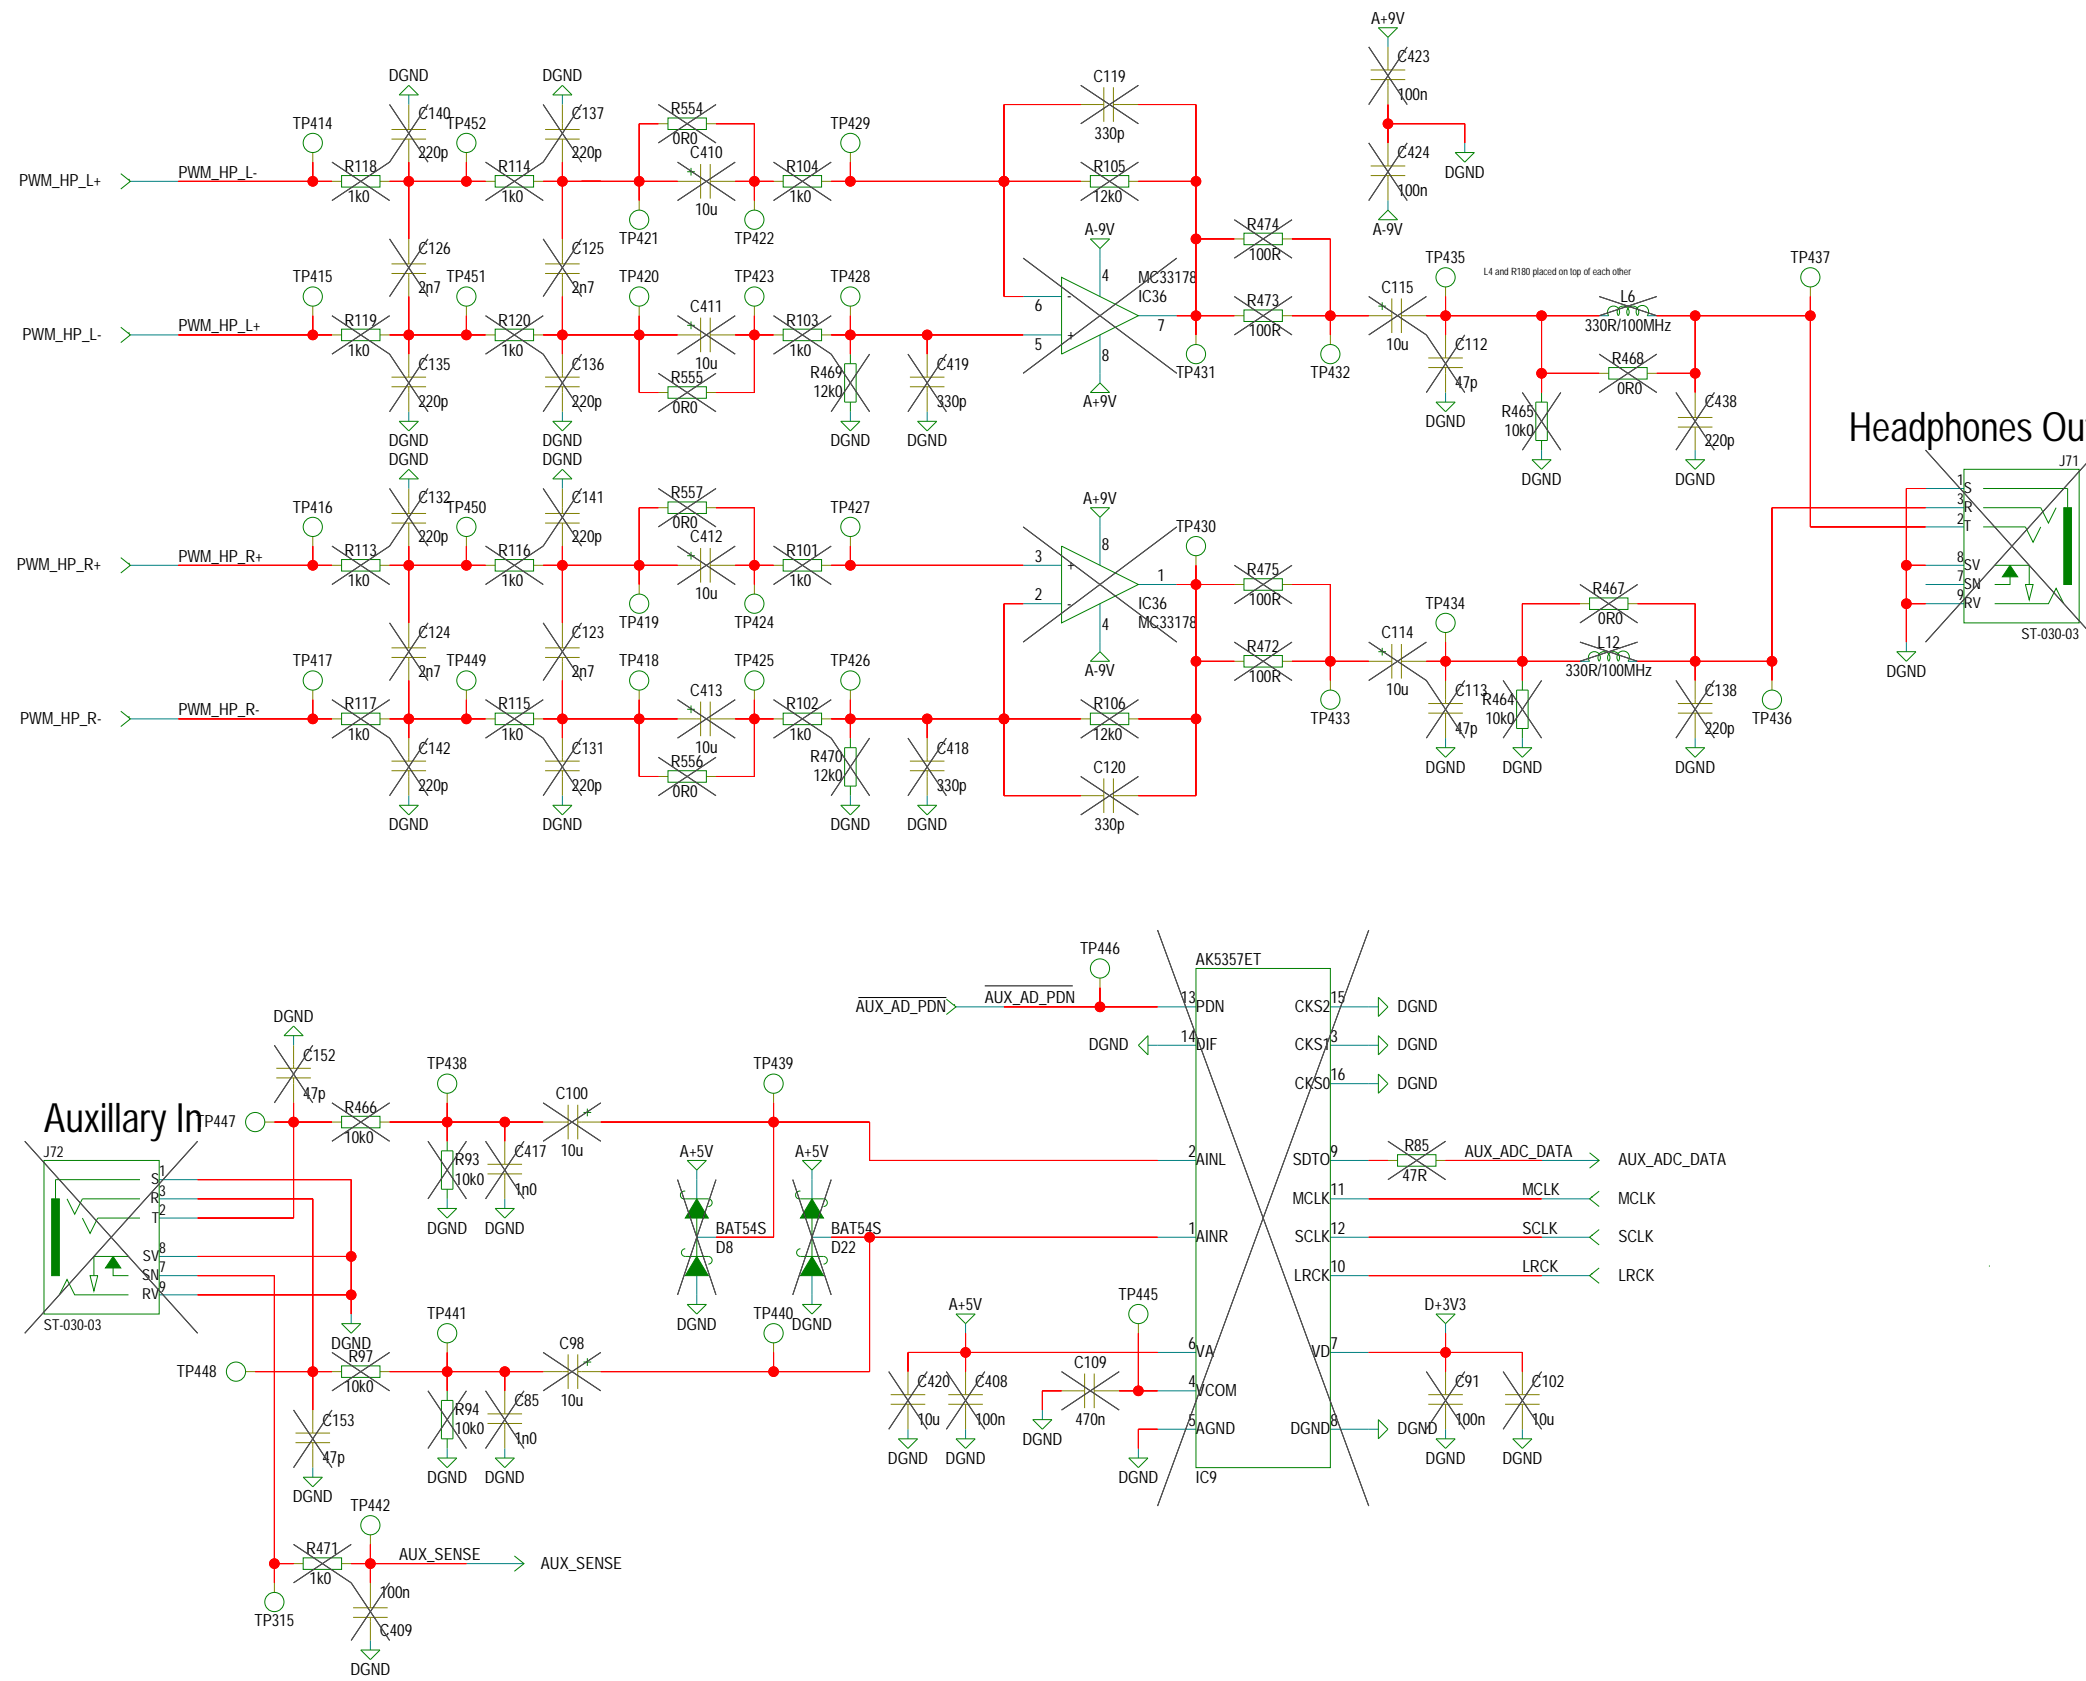 A+9V
C423
100n
C424
100n
DGND
A-9V
DGND
DGND
C140
220p
C137
220p
R554
0R0
C410
10u
C119
330p
TP414
TP452
TP429
PWM_HP_L+
PWM_HP_L-
R118
1k0
R114
1k0
R104
1k0
R105
12k0
TP421
TP422
C126
2n7
C125
2n7
A-9V
R474
100R
TP415
TP451
TP420
TP423
TP428
C411
10u
4
MC33178
IC36
6
-
5
+
7
8
A+9V
R473
100R
TP431
TP432
C115
10u
TP435
L4 and R180 placed on top of each other
L6
330R/100MHz
TP437
PWM_HP_L-
PWM_HP_L+
R119
1k0
R120
1k0
R103
1k0
C135
220p
C136
220p
R555
0R0
R469
12k0
C419
330p
C112
47p
R468
0R0
R465
10k0
C438
220p
DGND
DGND
DGND
DGND
DGND
DGND
DGND
Headphones Ou
J71
DGND
DGND
C132
220p
C141
220p
R557
0R0
C412
10u
TP416
TP450
TP427
PWM_HP_R+
PWM_HP_R+
R113
1k0
R116
1k0
R101
1k0
TP419
TP424
A+9V
8
3
+
2
-
1
IC36
MC33178
4
A-9V
TP430
R475
100R
1
S
3
R
2
T
8
SV
7
SN
9
RV
ST-030-03
DGND
C124
2n7
C123
2n7
TP417
TP449
TP418
TP425
TP426
C413
10u
R472
100R
TP433
C114
10u
TP434
R467
0R0
L12
330R/100MHz
PWM_HP_R-
PWM_HP_R-
R117
1k0
R115
1k0
R102
1k0
R106
12k0
C113
47p
R464
10k0
C138
220p
TP436
C142
220p
C131
220p
R556
0R0
R470
12k0
C418
330p
C120
330p
DGND
DGND
DGND
DGND
DGND
DGND
DGND
TP446
AK5357ET
AUX_AD_PDN
AUX_AD_PDN
13
PDN
CKS2
15
DGND
DGND
14
DIF
CKS1
3
DGND
CKS0
16
DGND
DGND
C152
47p
TP438
TP439
C100
10u
Auxillary In
TP447
R466
10k0
J72
R93
10k0
C417
1n0
A+5V
A+5V
2
AINL
SDTO
9
R85
47R
AUX_ADC_DATA
AUX_ADC_DATA
MCLK
11
MCLK
MCLK
1
S
3
R
2
T
8
SV
7
SN
9
RV
ST-030-03
DGND
DGND
DGND
BAT54S
D8
BAT54S
D22
1
AINR
SCLK
12
SCLK
SCLK
LRCK
10
LRCK
LRCK
DGND
DGND
TP441
TP440
A+5V
TP445
D+3V3
TP448
R97
10k0
C98
10u
6
VA
VD
7
C153
47p
R94
10k0
C85
1n0
C420
10u
C408
100n
C109
470n
4
VCOM
5
AGND
DGND
8
DGND
C91
100n
C102
10u
DGND
DGND
DGND
DGND
DGND
DGND
DGND
IC9
DGND
DGND
TP442
R471
1k0
AUX_SENSE
AUX_SENSE
TP315
100n
C409
DGND